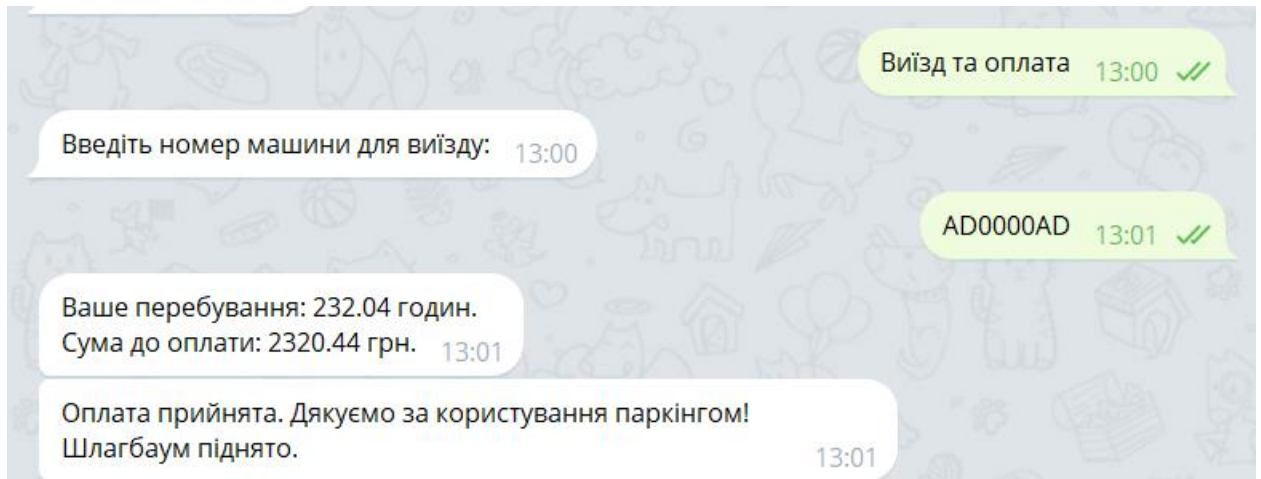 Виїзд та оплата 13:00
Введіть номер машини для виїзду: 13:00
AD0000AD 13:01
Ваше перебування: 232.04 годин.
Сума до оплати: 2320.44 грн. 13:01
Оплата прийнята. Дякуємо за користування паркінгом!
Шлагбаум піднято. 13:01